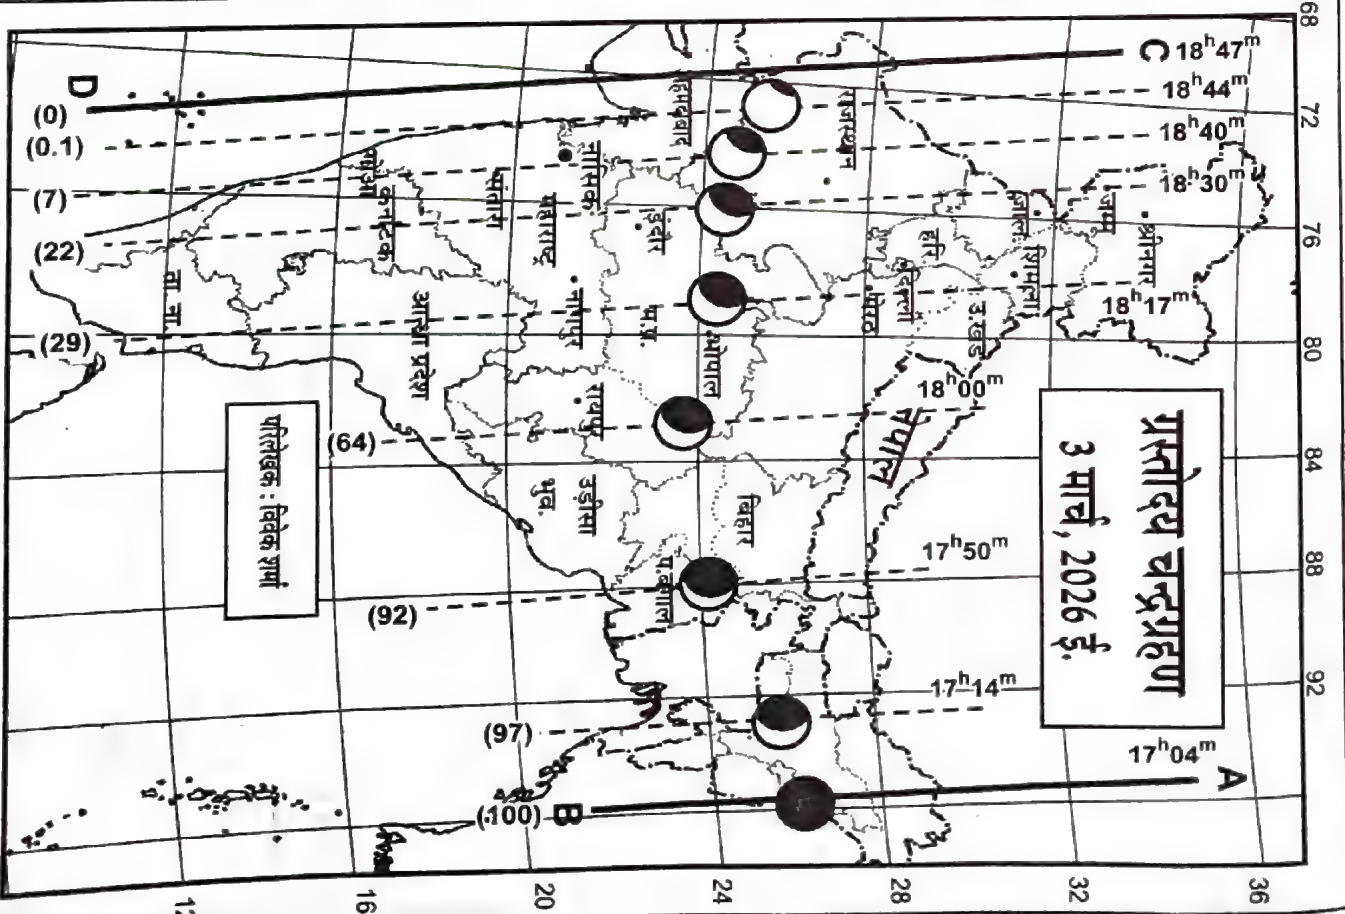 ग्रस्तोदय चन्द्रग्रहण
3 मार्च, 2026 ई.
68
72
76
80
84
88
92
36
32
28
24
20
16
12
C
18h47m
18h44m
18h40m
18h30m
18h17m
18h00m
17h50m
17h14m
17h04m
A
B
D
(0)
(0.1)
(7)
(22)
(29)
(64)
(92)
(97)
(100)
श्रीनगर
जम्मू
शिमला
उ.खंड
हरि
दिल्ली
मेरठ
राजस्थान
नेपाल
बिहार
प.बंगाल
भोपाल
म.प्र.
इंदौर
नासिक
महाराष्ट्र
नागपुर
रायपुर
उड़ीसा
भुव.
सतारा
कर्नाटक
आन्ध्र प्रदेश
ता.ना.
परिलेखक : विवेक शर्मा